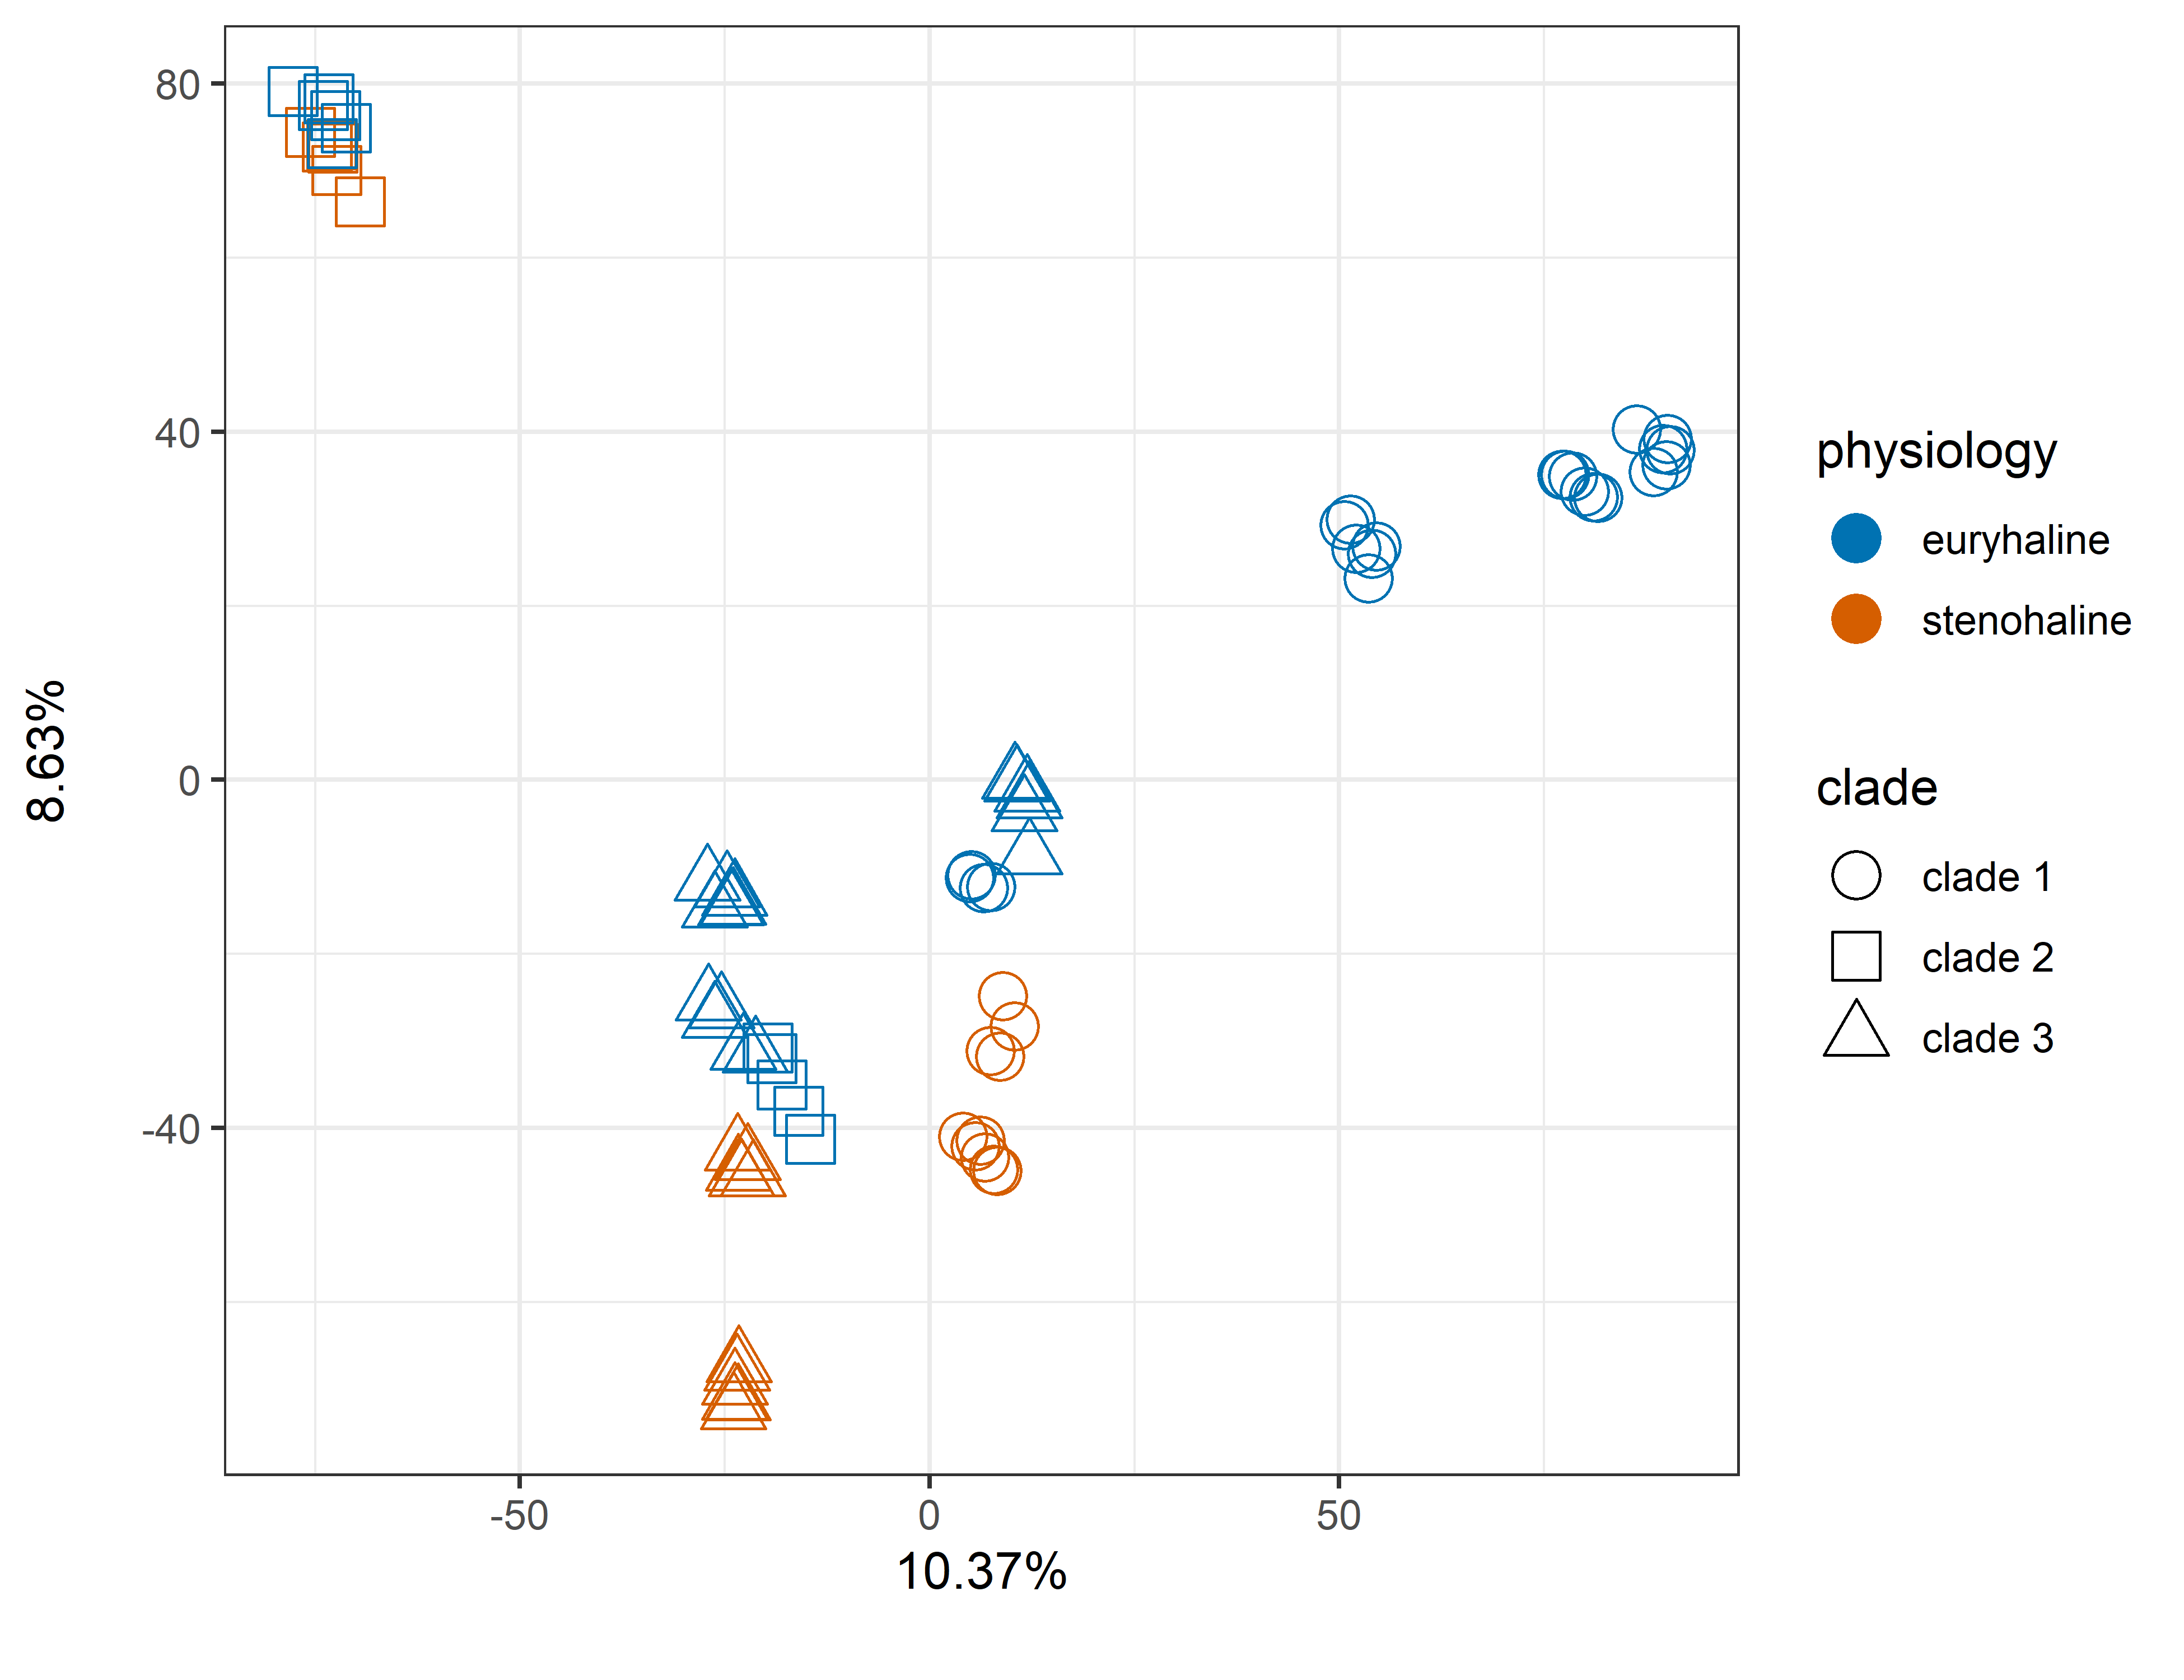 80
40
0
-40
8.63%
-50
0
50
10.37%
physiology
euryhaline
stenohaline
clade
clade 1
clade 2
clade 3